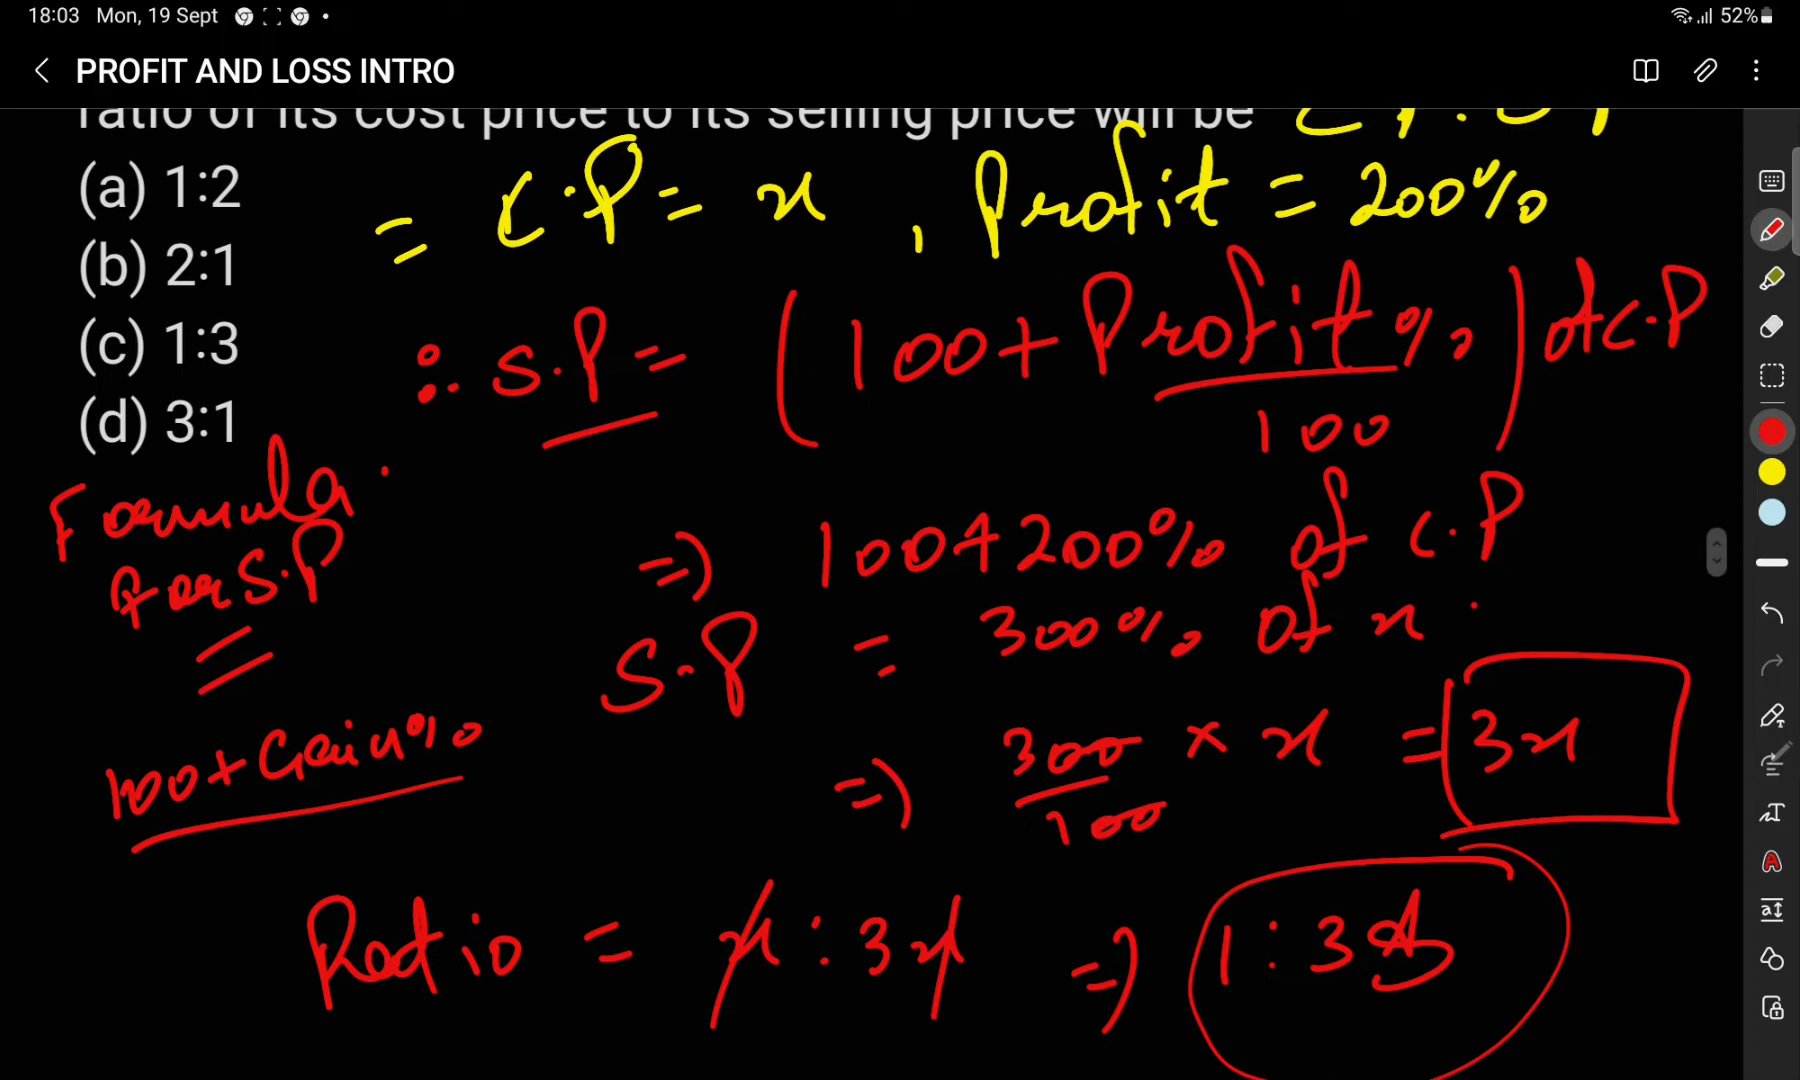 18:03 Mon, 19 Sept 52%
PROFIT AND LOSS INTRO
ratio of its cost price to its selling price will be C.P : S.P
(a) 1:2
= C.P = x , Profit = 200%
(b) 2:1
(c) 1:3
∴ S.P = (100 + Profit% / 100) of C.P
(d) 3:1
Formula for S.P =
100 + Gain%
=> 100 + 200% of C.P
S.P = 300% of x
=> 300/100 × x = 3x
Ratio = x : 3x => 1 : 3